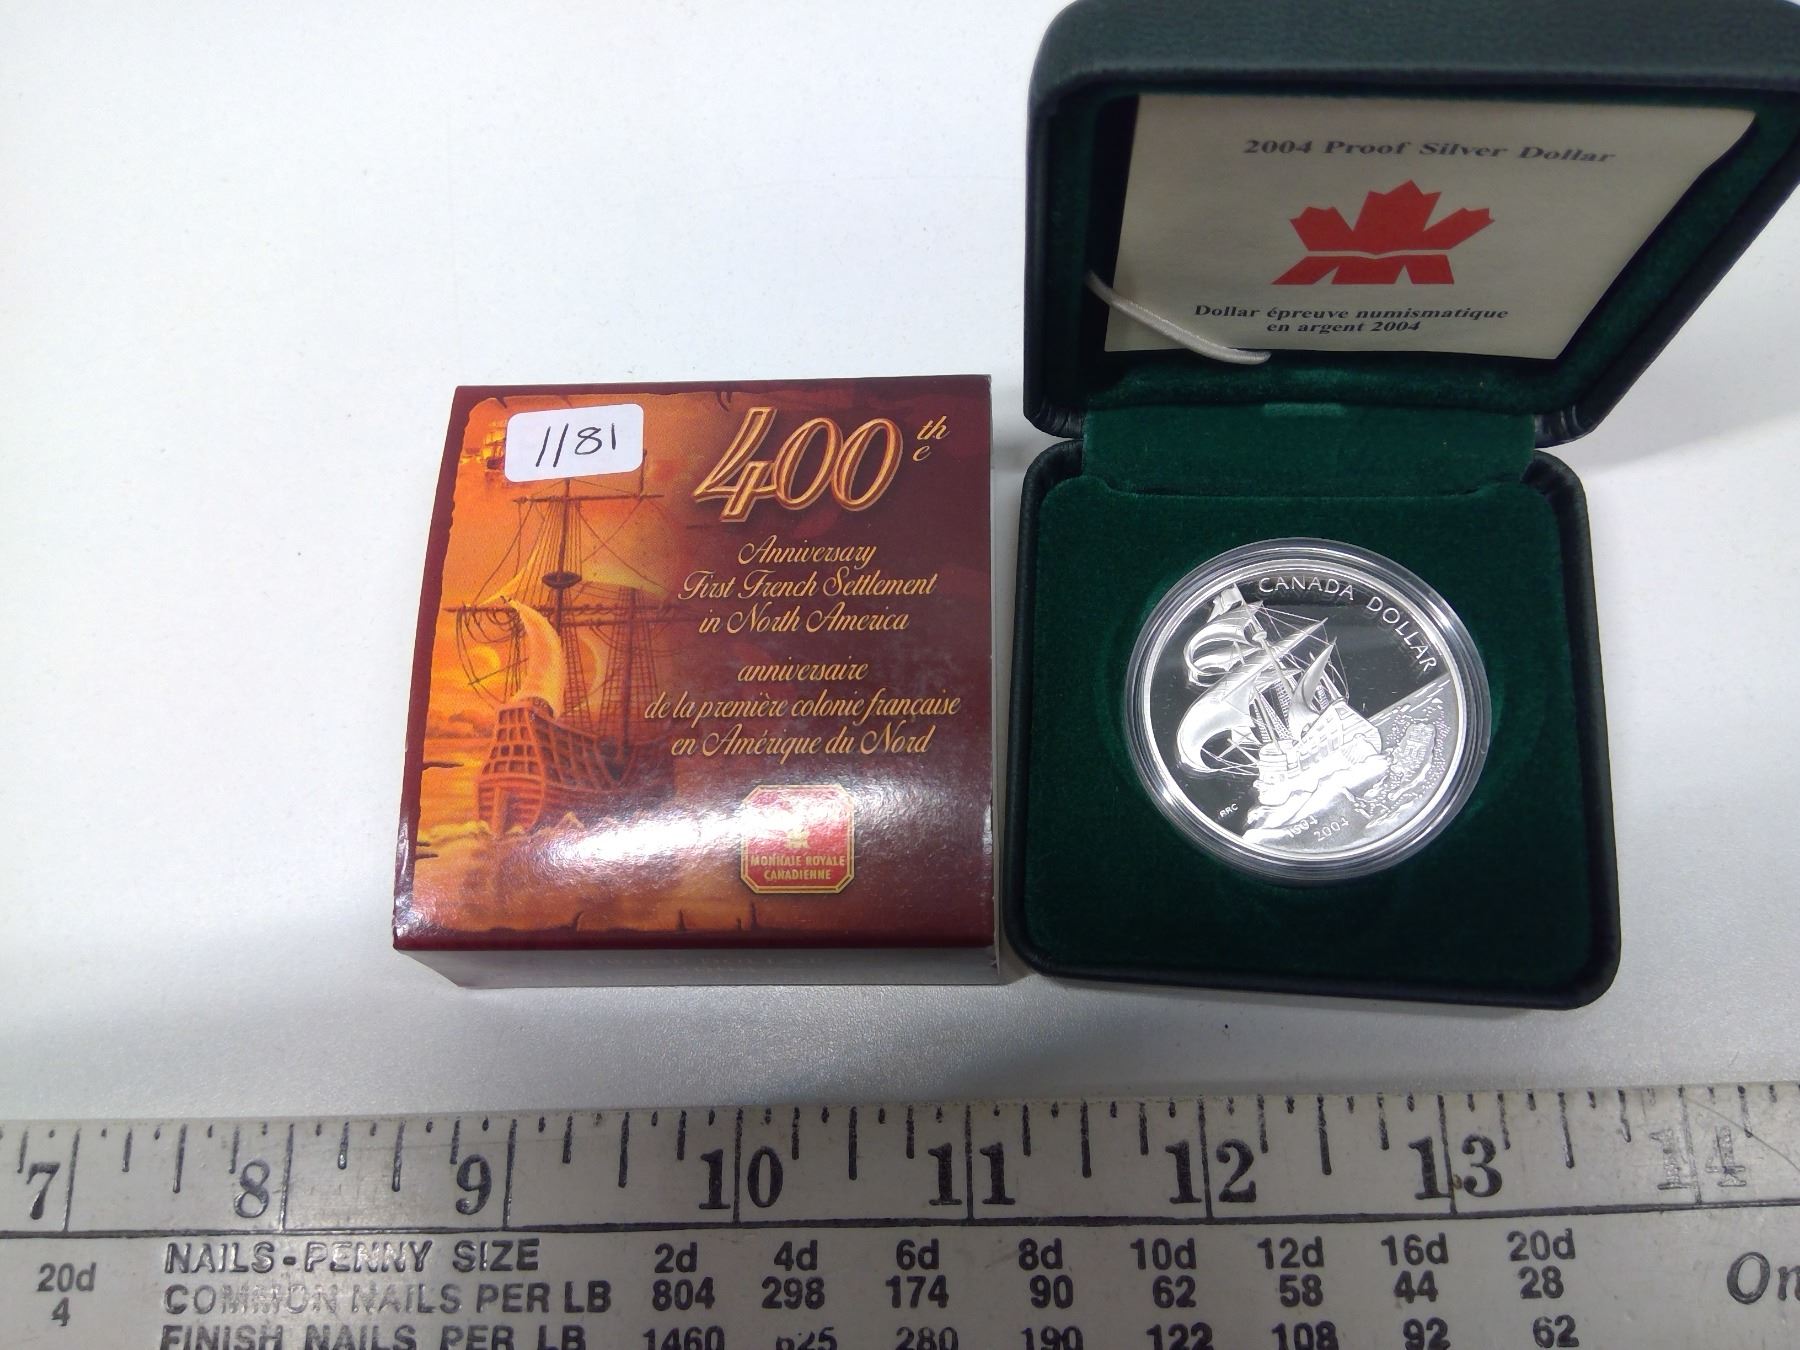 1181
400th
e
Anniversary
First French Settlement
in North America
anniversaire
de la première colonie française
en Amérique du Nord
MONNAIE ROYALE
CANADIENNE
2004 Proof Silver Dollar
Dollar épreuve numismatique
en argent 2004
CANADA DOLLAR
RRC
1604 2004
7 8 9 10 11 12 13 14
20d
4
NAILS-PENNY SIZE 2d 4d 6d 8d 10d 12d 16d 20d
COMMON NAILS PER LB 804 298 174 90 62 58 44 28
FINISH NAILS PER LB 1460 625 280 190 122 108 92 62